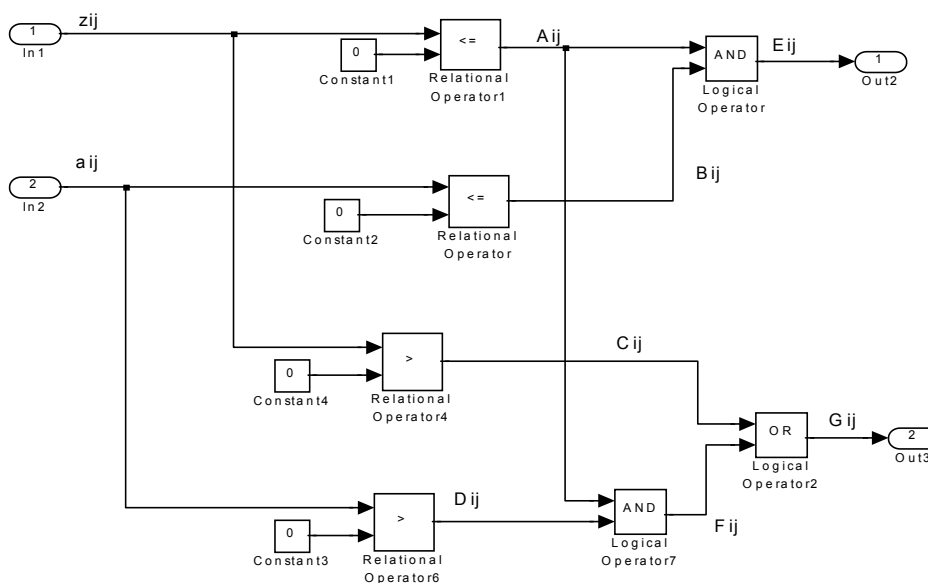 zij
1
In1
0
Constant1
<=
Relational
Operator1
Aij
AND
Logical
Operator
Eij
1
Out2
aij
2
In2
0
Constant2
<=
Relational
Operator
Bij
0
Constant4
>
Relational
Operator4
Cij
OR
Logical
Operator2
Gij
2
Out3
0
Constant3
>
Relational
Operator6
Dij
AND
Logical
Operator7
Fij